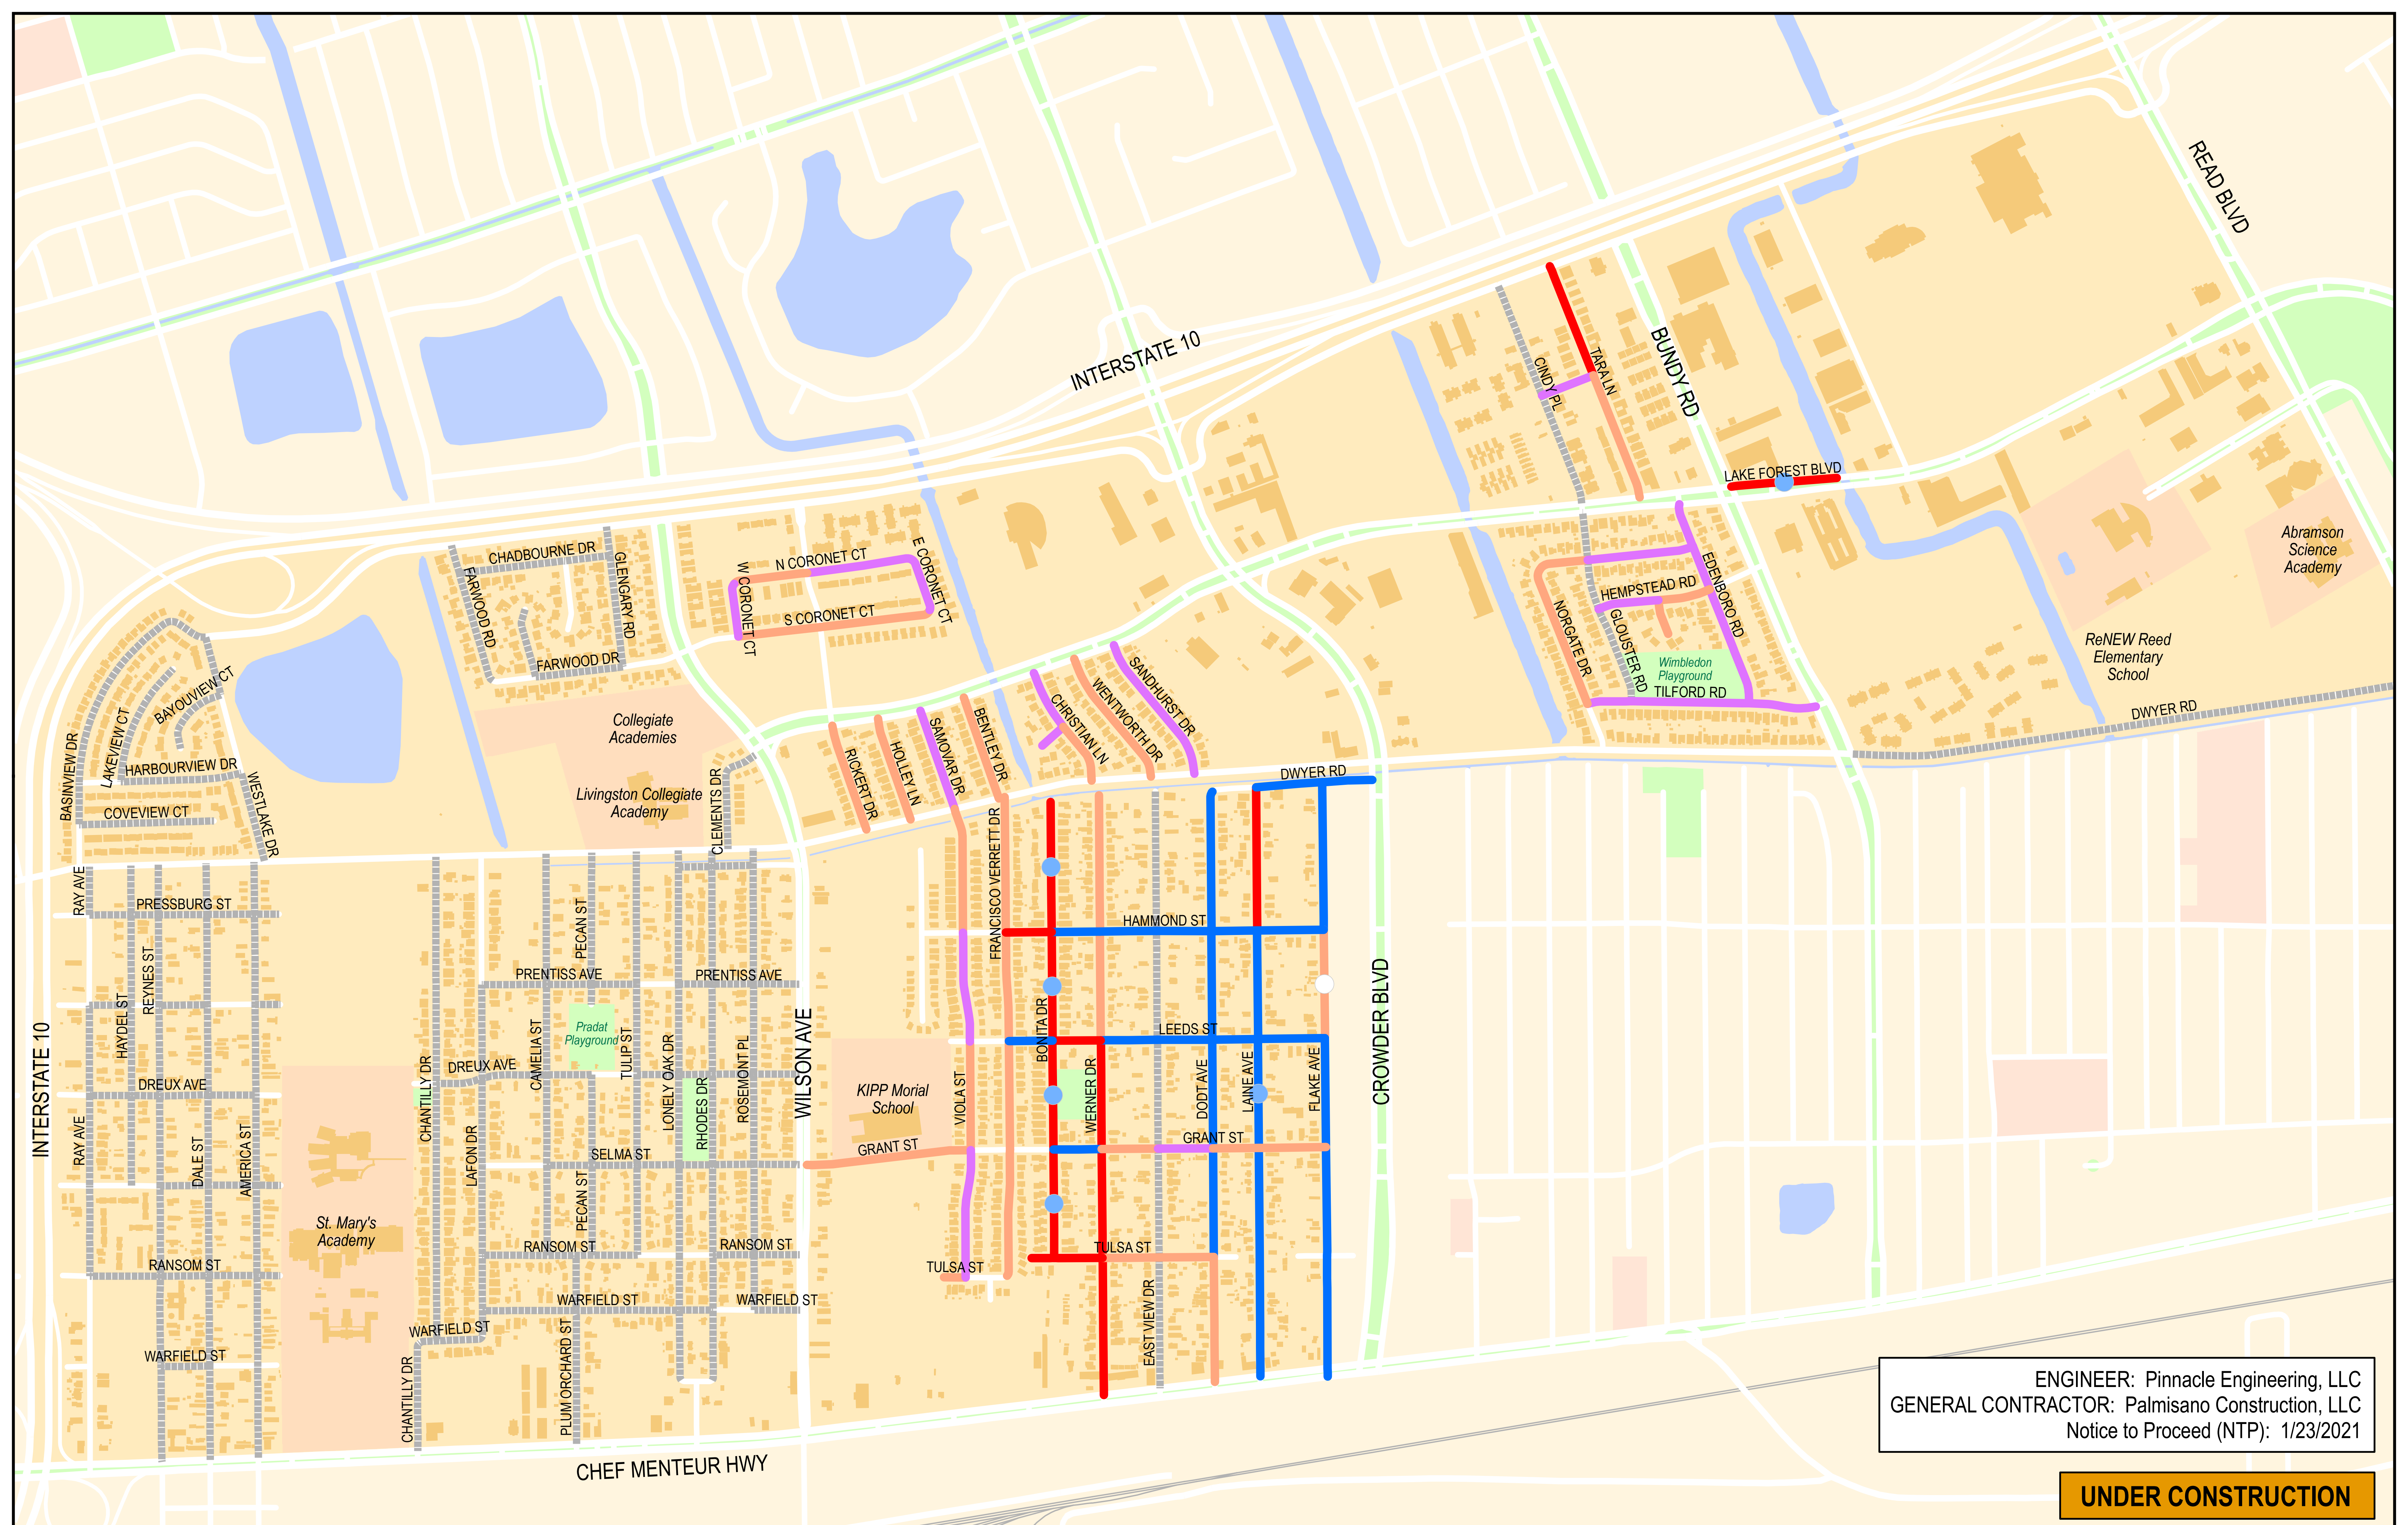 READ BLVD
INTERSTATE 10
BUNDY RD
TARA LN
CINDY PL
LAKE FOREST BLVD
Abramson
Science
Academy
CHADBOURNE DR
GLENGARY RD
FARWOOD RD
FARWOOD DR
N CORONET CT
E CORONET CT
W CORONET CT
S CORONET CT
HEMPSTEAD RD
EDENBORO RD
GLOUSTER RD
NORGATE DR
Wimbledon
Playground
TILFORD RD
ReNEW Reed
Elementary
School
DWYER RD
BAYOUVIEW CT
LAKEVIEW CT
BASINVIEW DR
HARBOURVIEW DR
COVEVIEW CT
WESTLAKE DR
Collegiate
Academies
Livingston Collegiate
Academy
CLEMENTS DR
RICKERT DR
HOLLEY LN
SAMOVAR DR
BENTLEY DR
CHRISTIAN LN
WENTWORTH DR
SANDHURST DR
DWYER RD
FRANCISCO VERRETT DR
RAY AVE
PRESSBURG ST
REYNES ST
HAYDEL ST
PECAN ST
PRENTISS AVE
PRENTISS AVE
HAMMOND ST
INTERSTATE 10
CHANTILLY DR
CAMELIA ST
Pradat
Playground
TULIP ST
LONELY OAK DR
RHODES DR
ROSEMONT PL
WILSON AVE
BONITA DR
LEEDS ST
CROWDER BLVD
DREUX AVE
DREUX AVE
KIPP Morial
School
VIOLA ST
WERNER DR
DODT AVE
LAINE AVE
FLAKE AVE
RAY AVE
DALE ST
AMERICA ST
LAFON DR
SELMA ST
PECAN ST
GRANT ST
GRANT ST
St. Mary's
Academy
RANSOM ST
RANSOM ST
RANSOM ST
TULSA ST
TULSA ST
EAST VIEW DR
WARFIELD ST
WARFIELD ST
WARFIELD ST
WARFIELD ST
CHANTILLY DR
PLUM ORCHARD ST
CHEF MENTEUR HWY
ENGINEER: Pinnacle Engineering, LLC
GENERAL CONTRACTOR: Palmisano Construction, LLC
Notice to Proceed (NTP): 1/23/2021
UNDER CONSTRUCTION